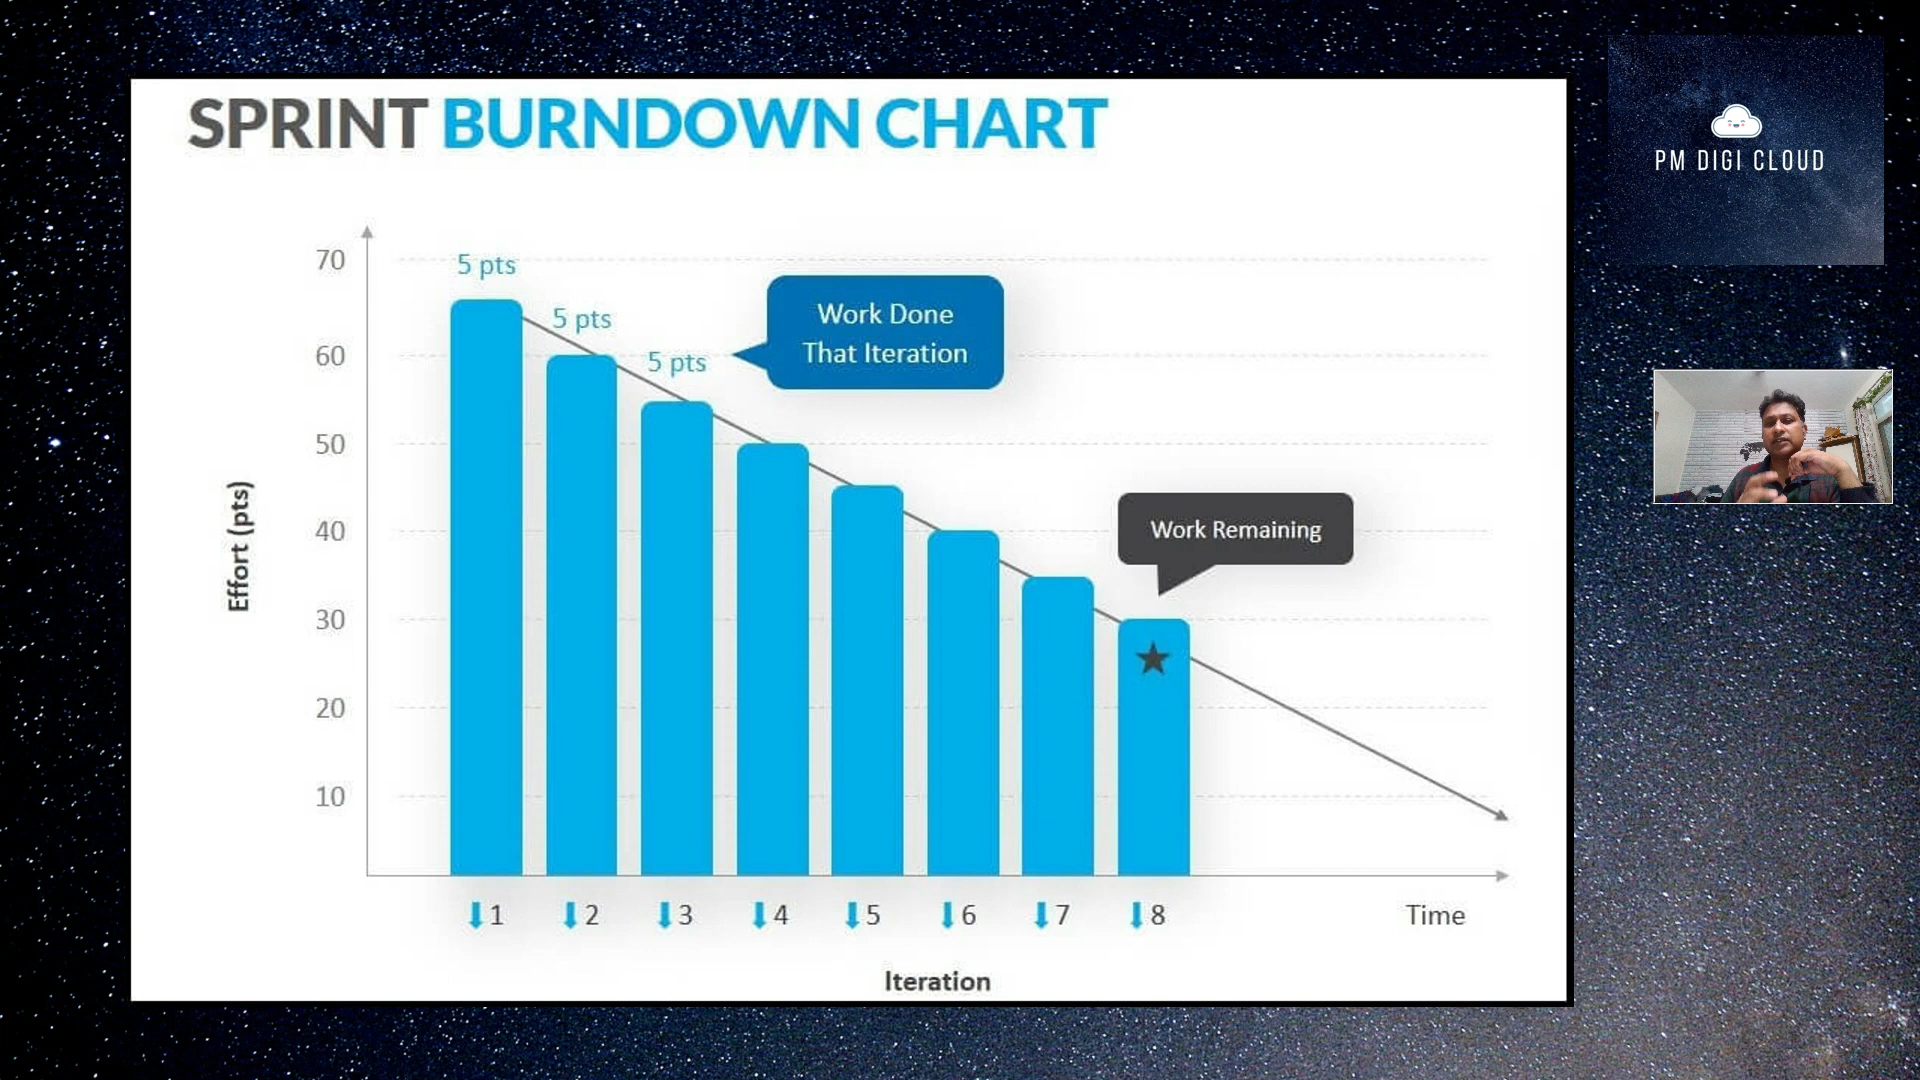 SPRINT BURNDOWN CHART
PM DIGI CLOUD
70
60
50
40
30
20
10
Effort (pts)
5 pts
5 pts
5 pts
Work Done
That Iteration
Work Remaining
1 2 3 4 5 6 7 8
Time
Iteration